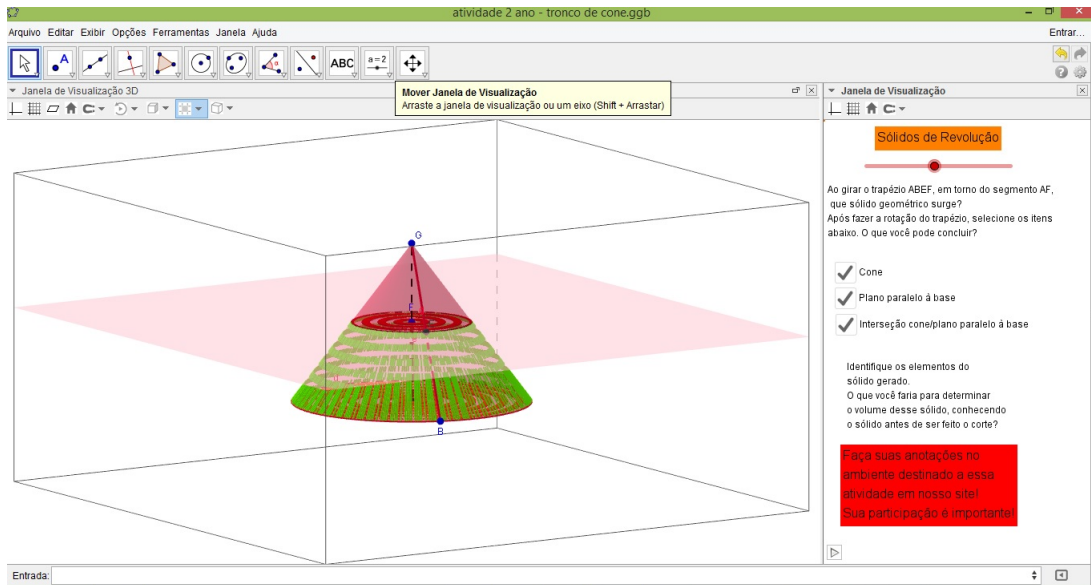 atividade 2 ano - tronco de cone.ggb
Arquivo Editar Exibir Opções Ferramentas Janela Ajuda
Entrar...
A
ABC
a=2
Janela de Visualização 3D
Mover Janela de Visualização
Arraste a janela de visualização ou um eixo (Shift + Arrastar)
Janela de Visualização
Sólidos de Revolução
Ao girar o trapézio ABEF, em torno do segmento AF,
que sólido geométrico surge?
Após fazer a rotação do trapézio, selecione os itens
abaixo. O que você pode concluir?
Cone
Plano paralelo à base
Interseção cone/plano paralelo à base
G
F
B
Identifique os elementos do
sólido gerado.
O que você faria para determinar
o volume desse sólido, conhecendo
o sólido antes de ser feito o corte?
Faça suas anotações no
ambiente destinado a essa
atividade em nosso site!
Sua participação é importante!
Entrada: